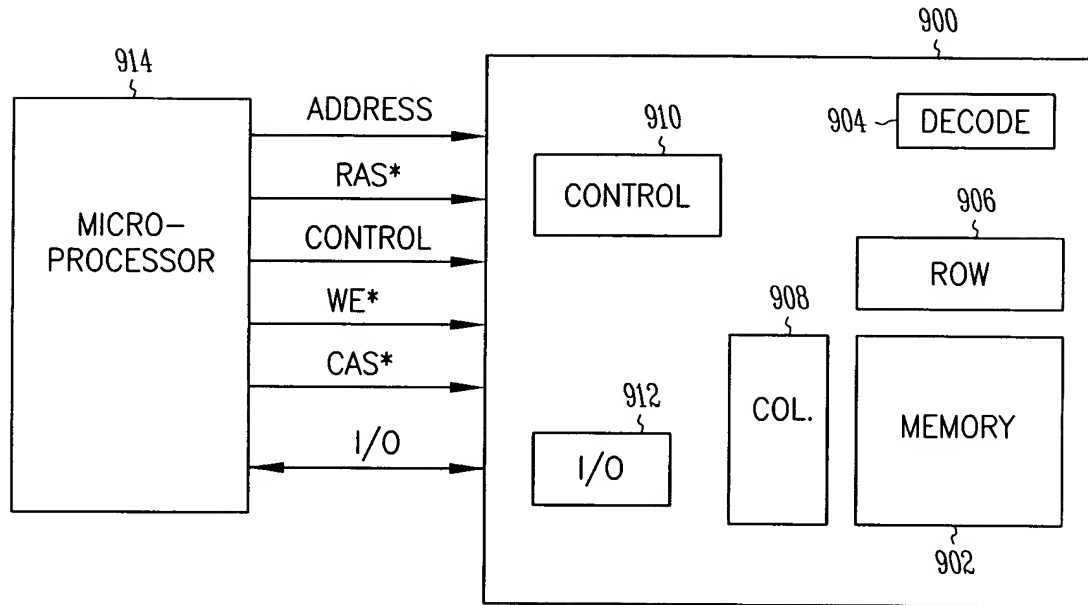 900
914
ADDRESS
904
DECODE
910
RAS*
CONTROL
906
MICRO-
PROCESSOR
CONTROL
ROW
908
WE*
CAS*
912
COL.
MEMORY
I/O
I/O
902